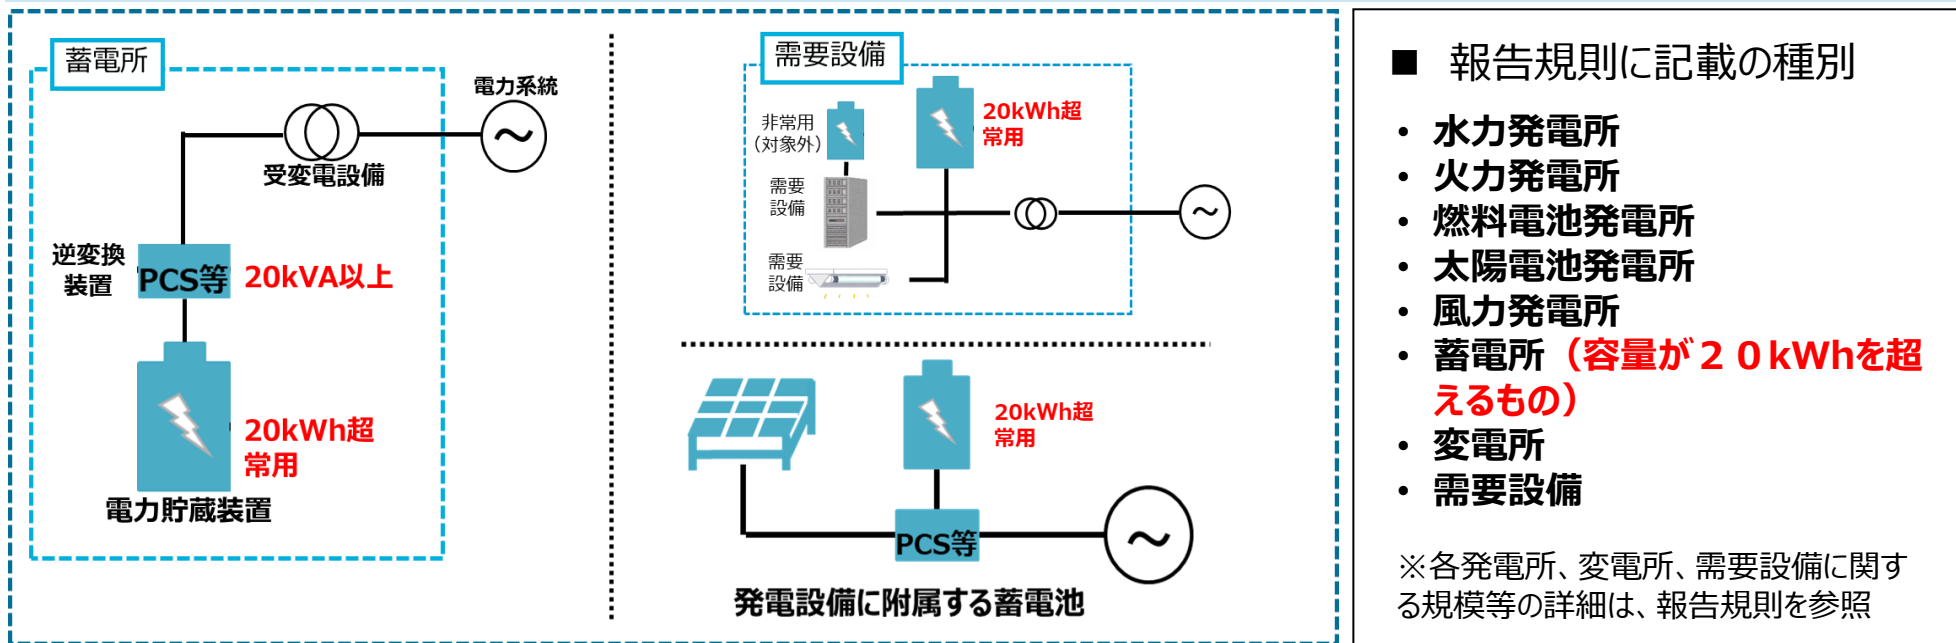 蓄電所
電力系統
受変電設備
逆変換
装置
PCS等
20kVA以上
20kWh超
常用
電力貯蔵装置
需要設備
非常用
（対象外）
20kWh超
常用
需要
設備
需要
設備
20kWh超
常用
PCS等
発電設備に附属する蓄電池
■ 報告規則に記載の種別
・ 水力発電所
・ 火力発電所
・ 燃料電池発電所
・ 太陽電池発電所
・ 風力発電所
・ 蓄電所（容量が２０kWhを超
えるもの）
・ 変電所
・ 需要設備
※各発電所、変電所、需要設備に関す
る規模等の詳細は、報告規則を参照